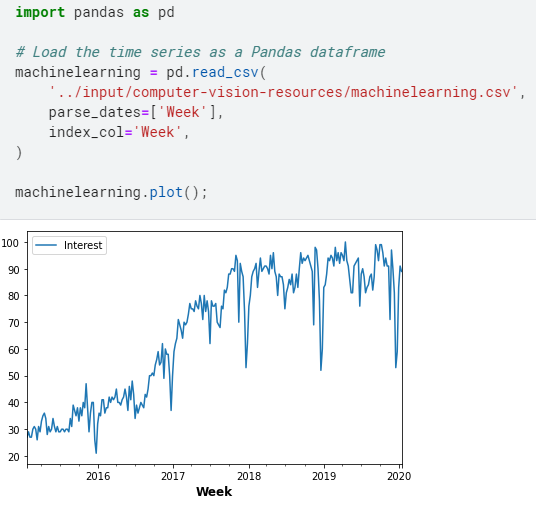 import pandas as pd
# Load the time series as a Pandas dataframe
machinelearning = pd.read_csv(
    '../input/computer-vision-resources/machinelearning.csv',
    parse_dates=['Week'],
    index_col='Week',
)
machinelearning.plot();
Interest
100
90
80
70
60
50
40
30
20
2016 2017 2018 2019 2020
Week